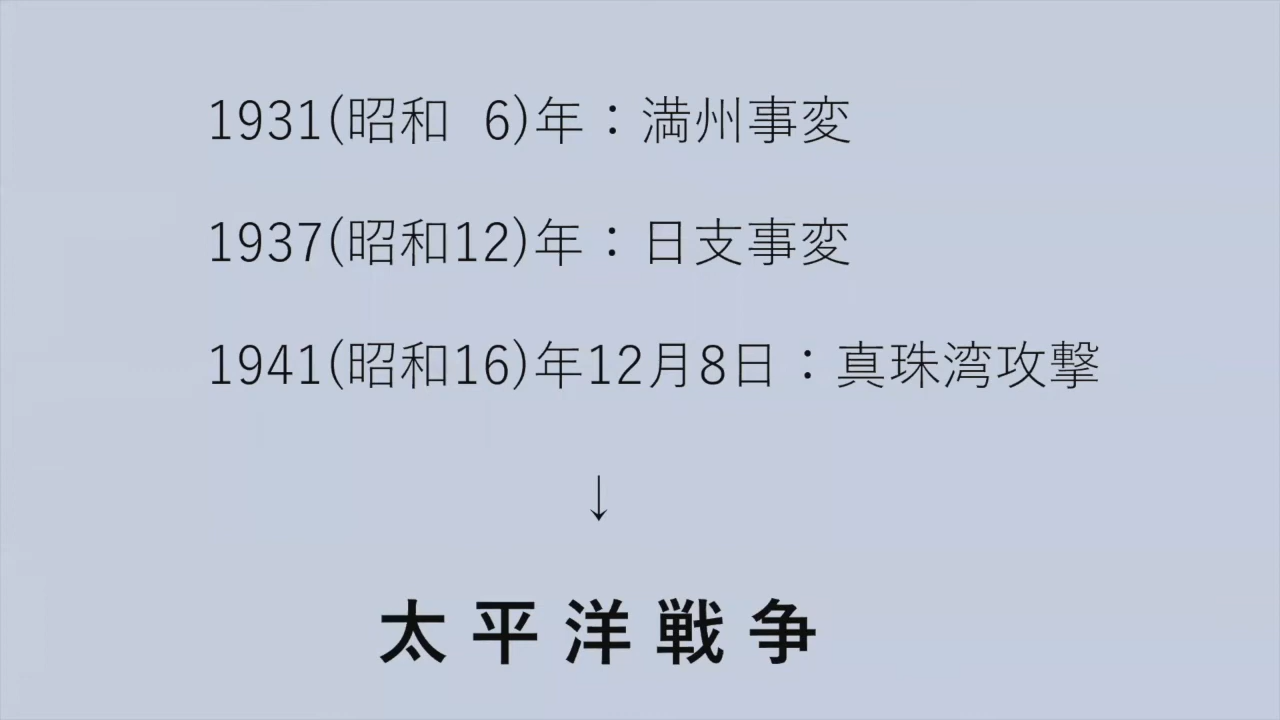 1931(昭和 6)年：満州事変
1937(昭和12)年：日支事変
1941(昭和16)年12月8日：真珠湾攻撃
↓
太平洋戦争